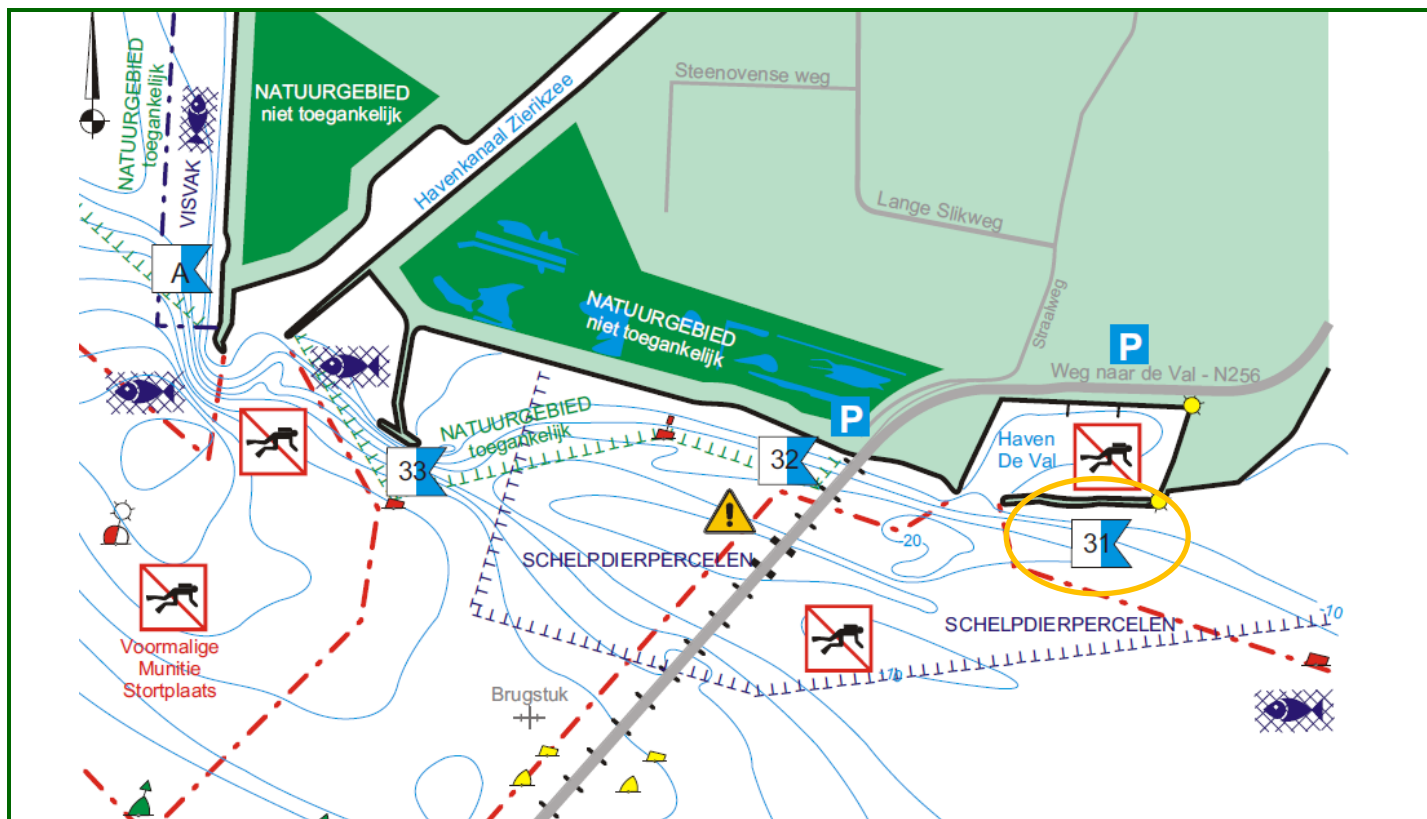 NATUURGEBIED
toegankelijk
VISVAK
NATUURGEBIED
niet toegankelijk
Havenkanaal Zierikzee
Steenovense weg
Lange Slikweg
Straalweg
A
NATUURGEBIED
niet toegankelijk
P
Weg naar de Val - N256
P
NATUURGEBIED
toegankelijk
33
32
Haven
De Val
31
-20
SCHELPDIERPERCELEN
SCHELPDIERPERCELEN
-10
-10
Voormalige
Munitie
Stortplaats
Brugstuk